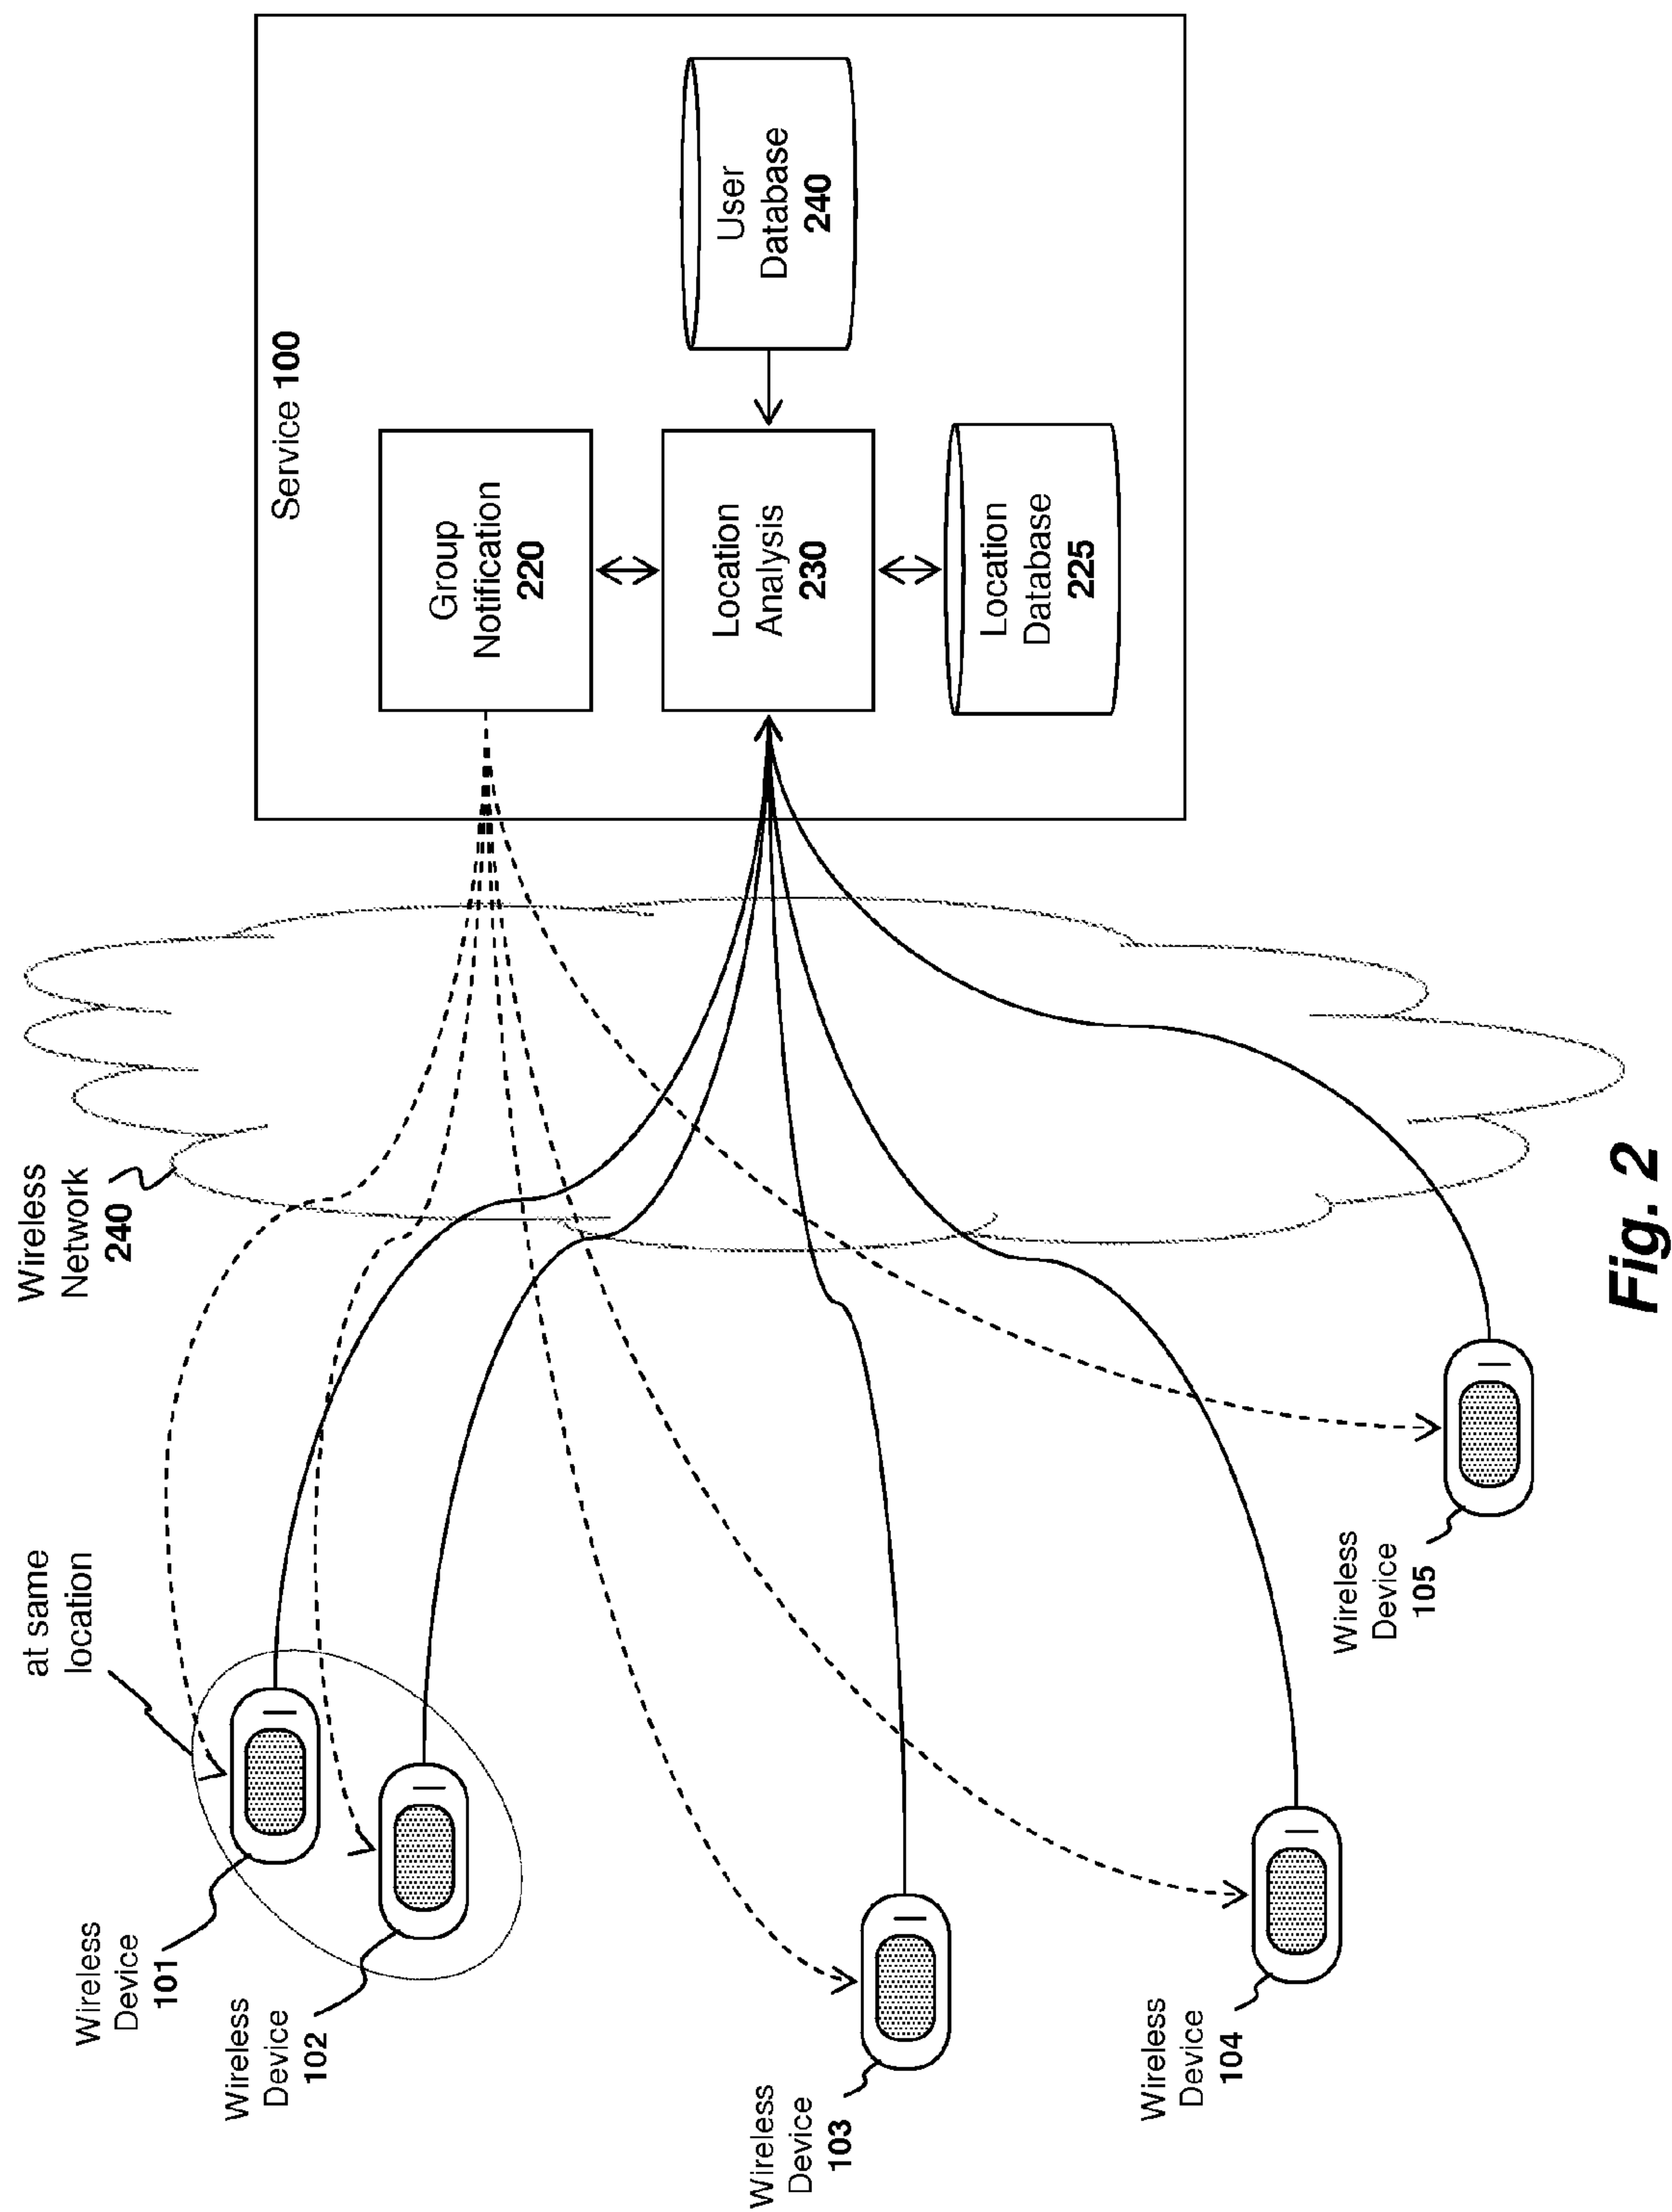 at same
location
Wireless
Network
240
Service 100
Wireless
Device
101
Wireless
Device
102
Group
Notification
220
Location
Analysis
230
User
Database
240
Location
Database
225
Wireless
Device
103
Wireless
Device
104
Wireless
Device
105
Fig. 2